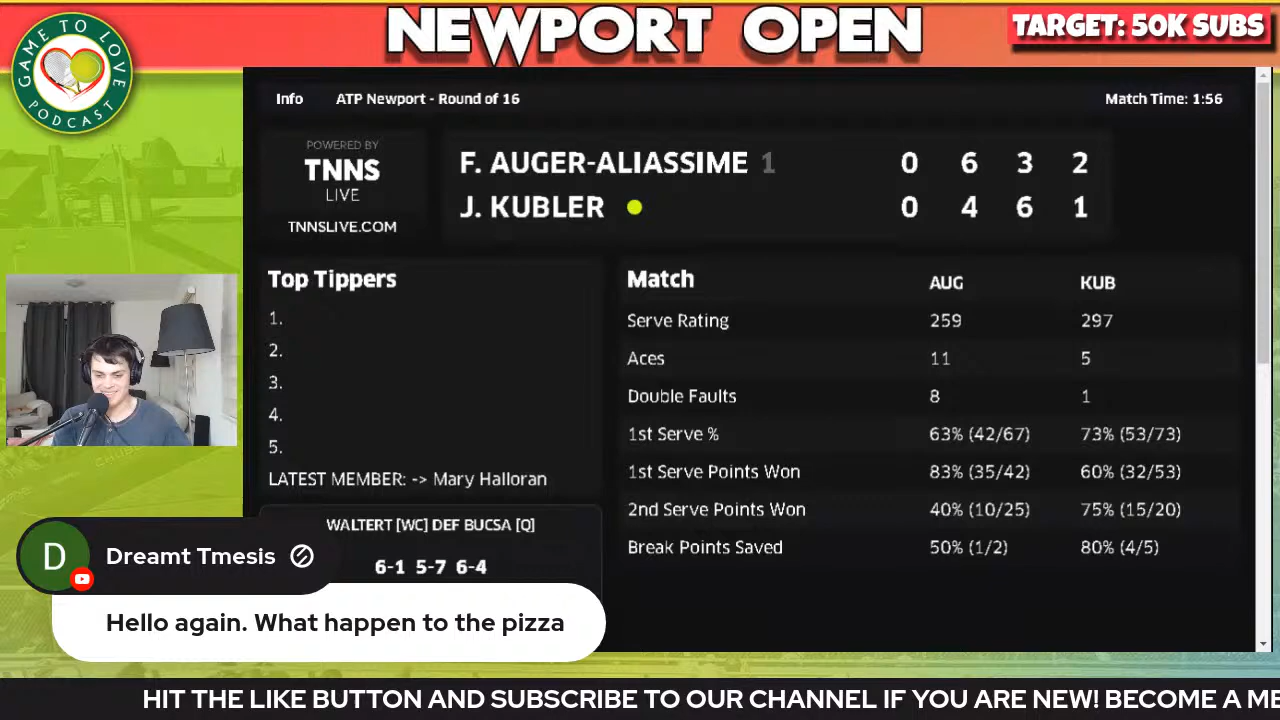 NEWPORT OPEN
TARGET: 50K SUBS
GAME TO LOVE
PODCAST
Info ATP Newport - Round of 16 Match Time: 1:56
POWERED BY
TNNS
LIVE
TNNSLIVE.COM
F. AUGER-ALIASSIME 1 0 6 3 2
J. KUBLER 0 4 6 1
Top Tippers
1.
2.
3.
4.
5.
LATEST MEMBER: -> Mary Halloran
WALTERT [WC] DEF BUCSA [Q]
6-1 5-7 6-4
Match AUG KUB
Serve Rating 259 297
Aces 11 5
Double Faults 8 1
1st Serve % 63% (42/67) 73% (53/73)
1st Serve Points Won 83% (35/42) 60% (32/53)
2nd Serve Points Won 40% (10/25) 75% (15/20)
Break Points Saved 50% (1/2) 80% (4/5)
D
Dreamt Tmesis
Hello again. What happen to the pizza
HIT THE LIKE BUTTON AND SUBSCRIBE TO OUR CHANNEL IF YOU ARE NEW! BECOME A ME